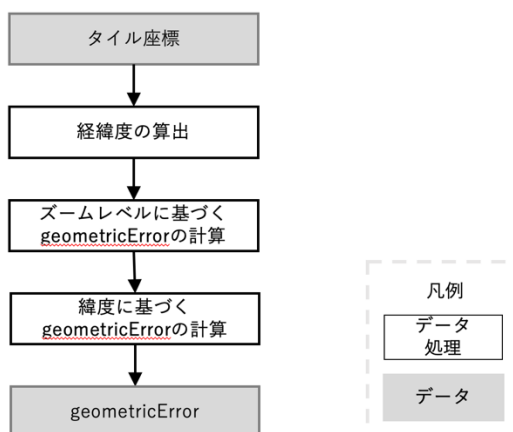 タイル座標
経緯度の算出
ズームレベルに基づく
geometricErrorの計算
緯度に基づく
geometricErrorの計算
geometricError
凡例
データ
処理
データ